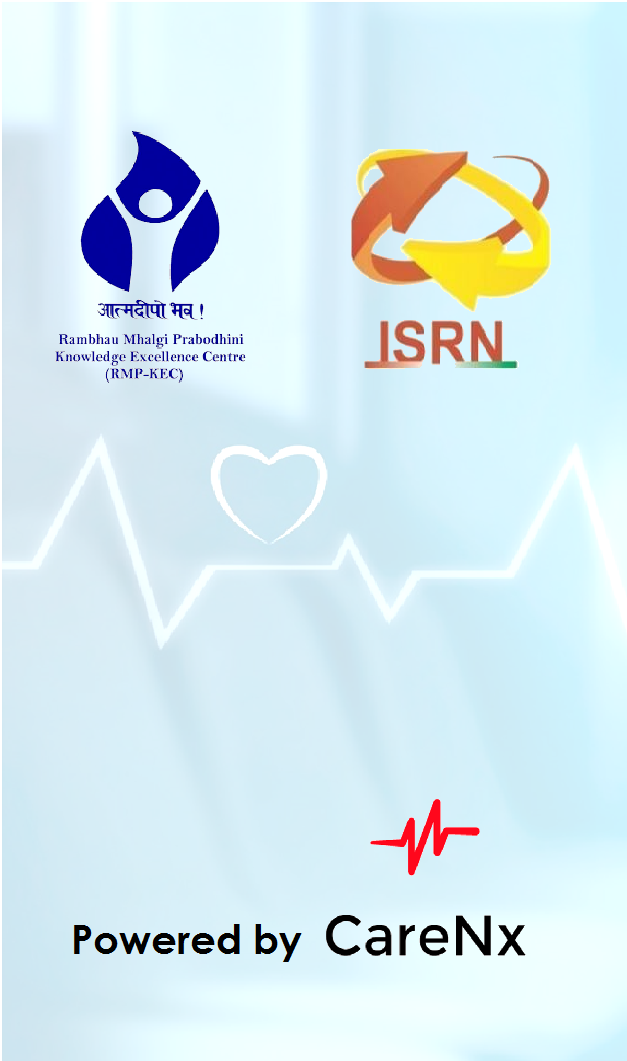 आत्मदीपो भव !
Rambhau Mhalgi Prabodhini
Knowledge Excellence Centre
(RMP-KEC)
ISRN
Powered by CareNx